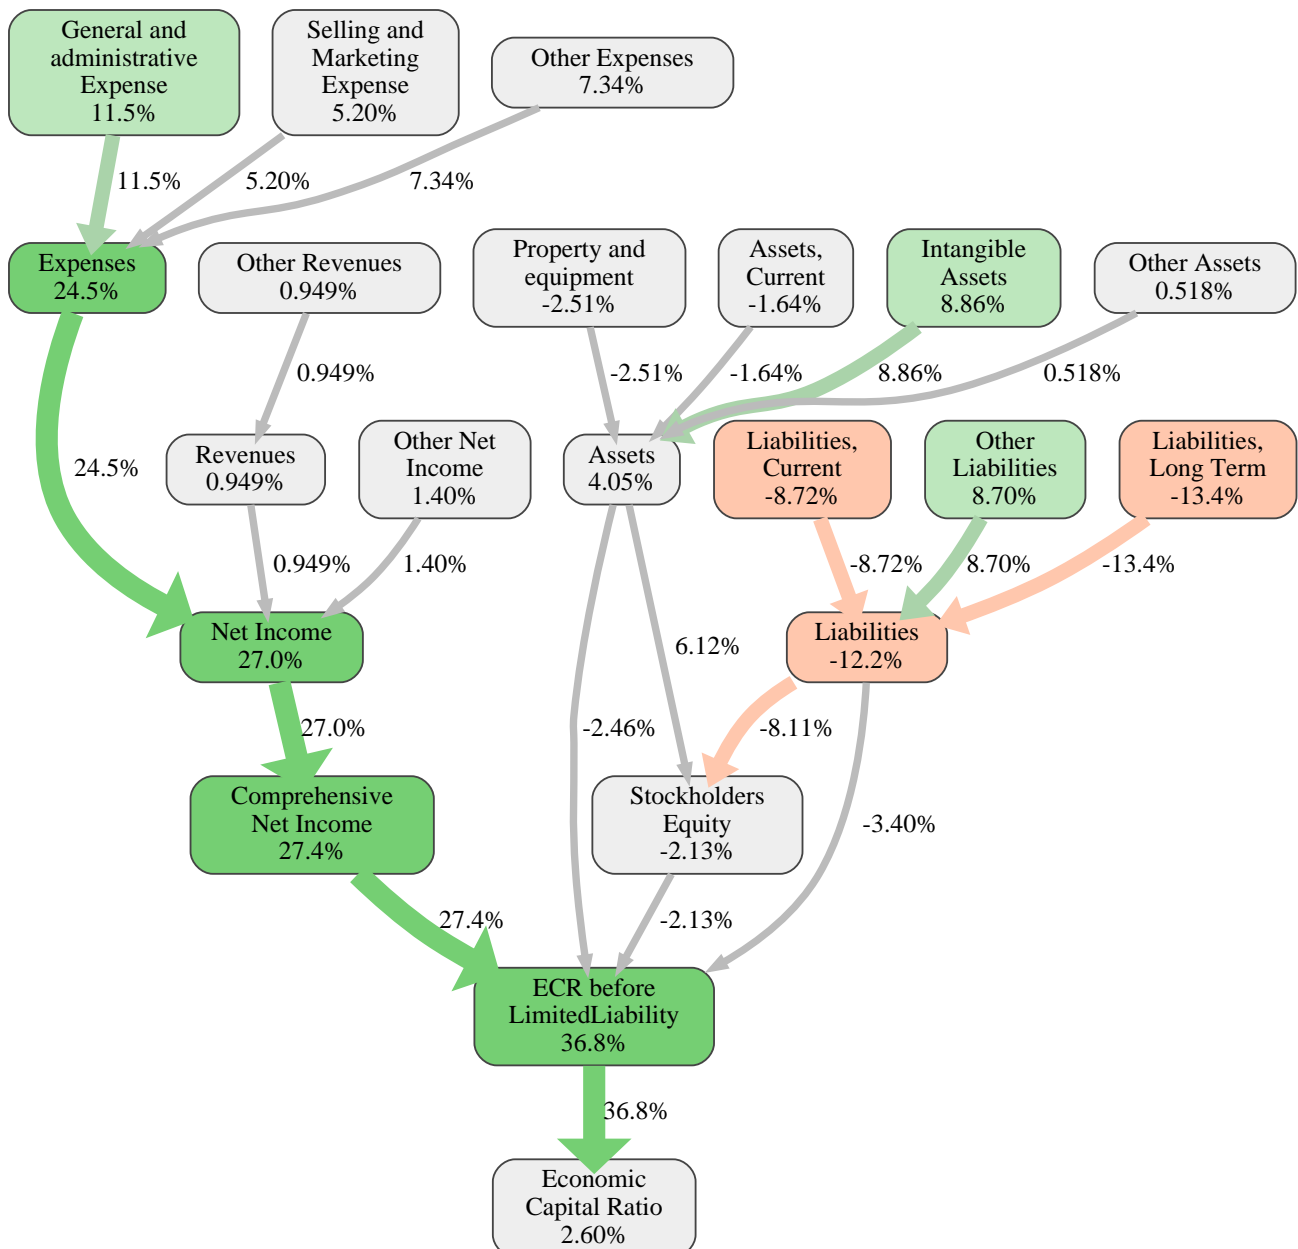 General and
administrative
Expense
11.5%
Selling and
Marketing
Expense
5.20%
Other Expenses
7.34%
11.5%
5.20%
7.34%
Expenses
24.5%
Other Revenues
0.949%
Property and
equipment
-2.51%
Assets,
Current
-1.64%
Intangible
Assets
8.86%
Other Assets
0.518%
0.949%
-2.51%
-1.64%
8.86%
0.518%
24.5%
Revenues
0.949%
Other Net
Income
1.40%
Assets
4.05%
Liabilities,
Current
-8.72%
Other
Liabilities
8.70%
Liabilities,
Long Term
-13.4%
0.949%
1.40%
-8.72%
8.70%
-13.4%
Net Income
27.0%
6.12%
Liabilities
-12.2%
27.0%
-2.46%
-8.11%
Comprehensive
Net Income
27.4%
Stockholders
Equity
-2.13%
-3.40%
27.4%
-2.13%
ECR before
LimitedLiability
36.8%
36.8%
Economic
Capital Ratio
2.60%